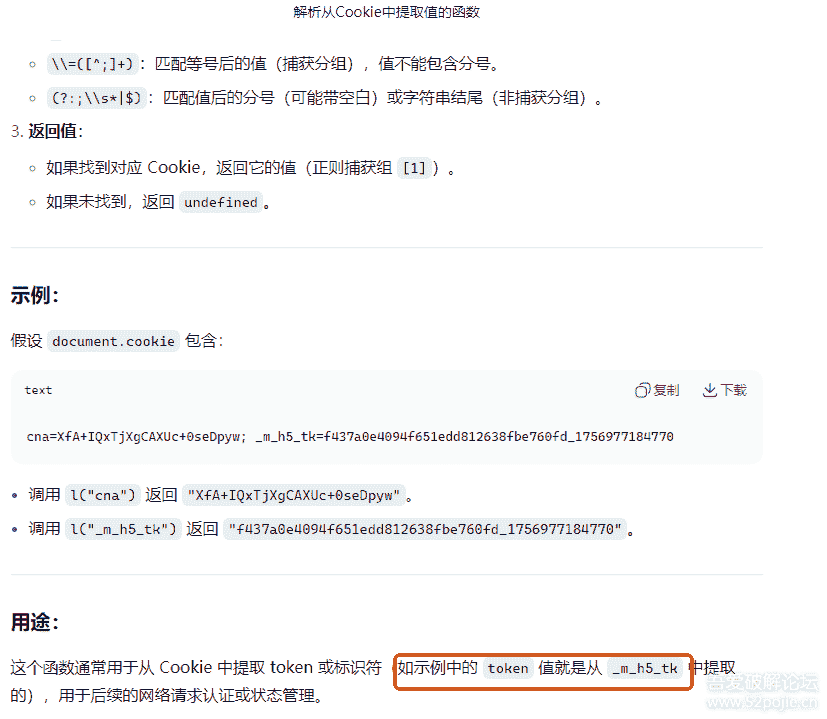 解析从Cookie中提取值的函数
\\=([^;]+)：匹配等号后的值（捕获分组），值不能包含分号。
(?:;\\s*|$)：匹配值后的分号（可能带空白）或字符串结尾（非捕获分组）。
3. 返回值：
如果找到对应 Cookie，返回它的值（正则捕获组 [1]）。
如果未找到，返回 undefined。
示例：
假设 document.cookie 包含：
text 复制 下载
cna=XfA+IQxTjXgCAXUc+0seDpyw; _m_h5_tk=f437a0e4094f651edd812638fbe760fd_1756977184770
调用 l("cna") 返回 "XfA+IQxTjXgCAXUc+0seDpyw"。
调用 l("_m_h5_tk") 返回 "f437a0e4094f651edd812638fbe760fd_1756977184770"。
用途：
这个函数通常用于从 Cookie 中提取 token 或标识符（如示例中的 token 值就是从 _m_h5_tk 中提取
的），用于后续的网络请求认证或状态管理。
吾爱破解论坛
www.52pojie.cn